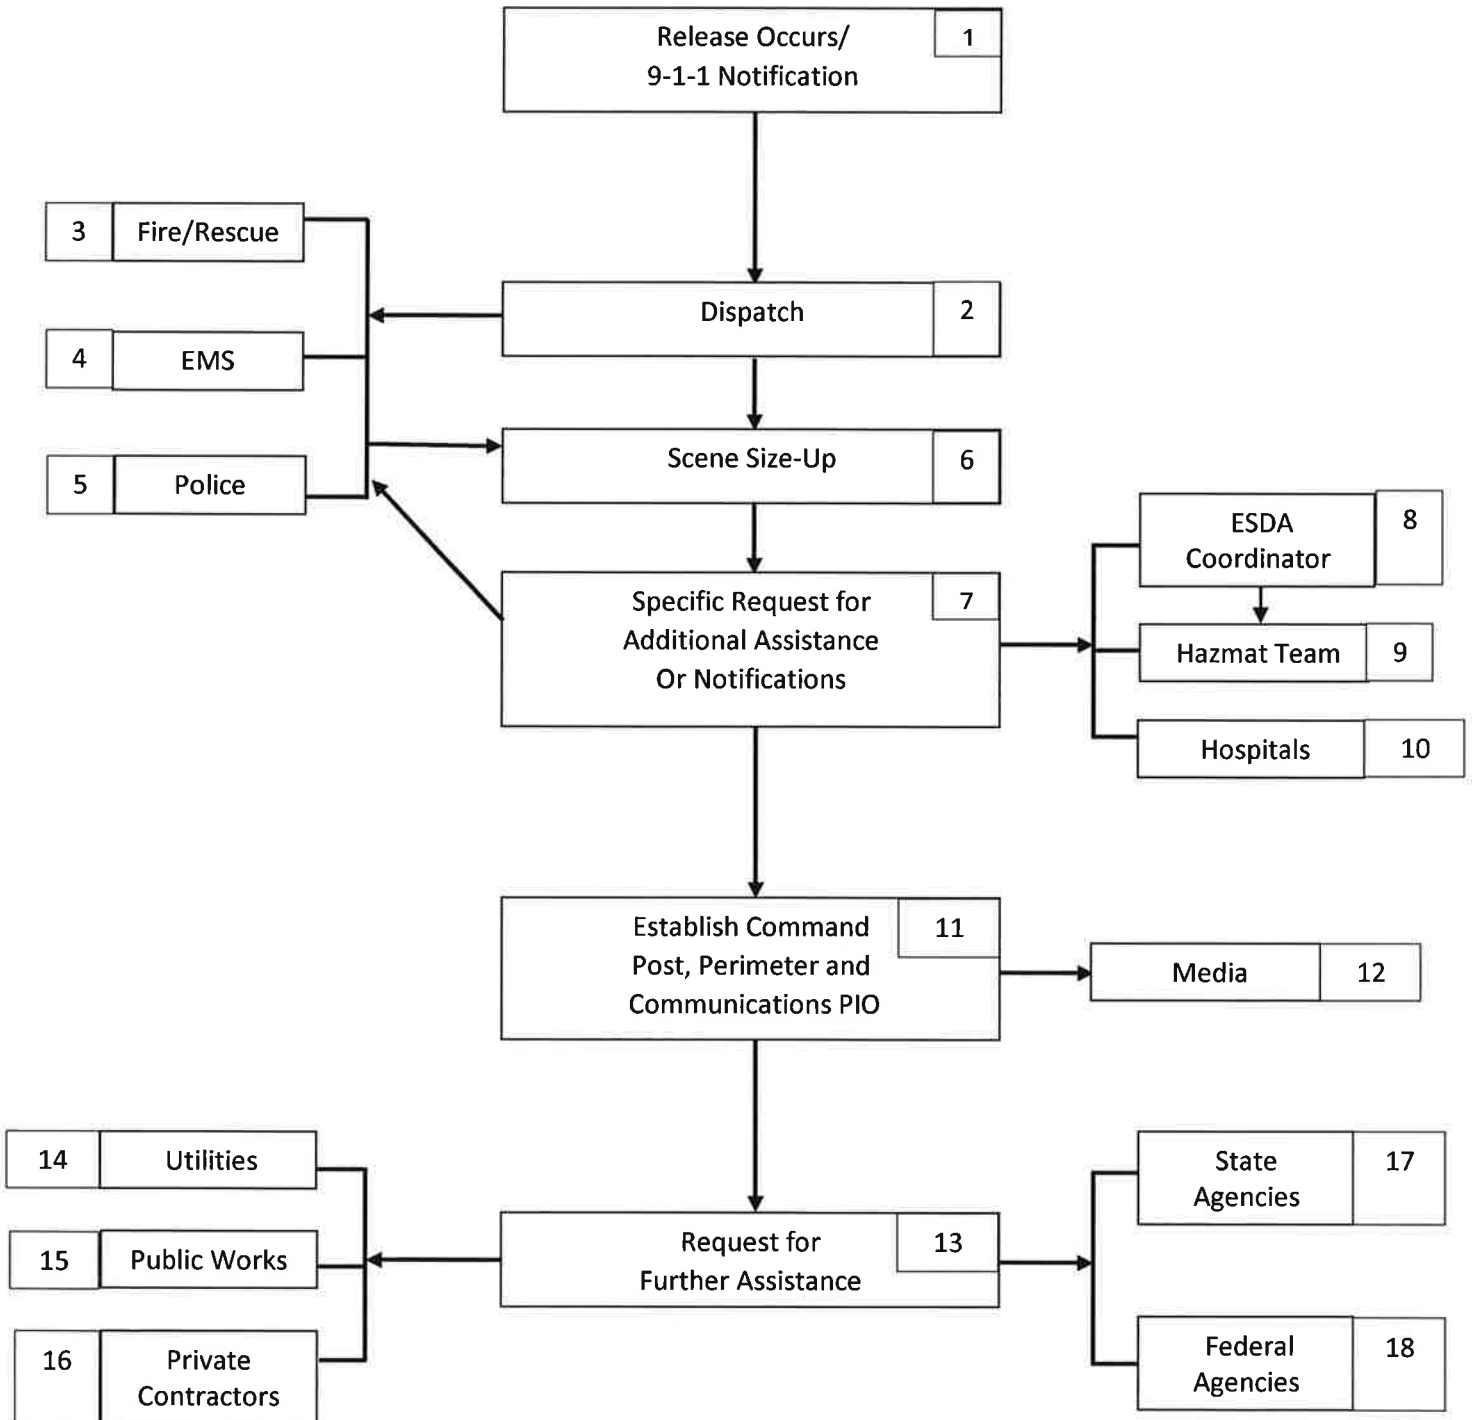 Release Occurs/
9-1-1 Notification
1
3
Fire/Rescue
Dispatch
2
4
EMS
Scene Size-Up
6
5
Police
ESDA
Coordinator
8
Specific Request for
Additional Assistance
Or Notifications
7
Hazmat Team
9
Hospitals
10
Establish Command
Post, Perimeter and
Communications PIO
11
Media
12
14
Utilities
State
Agencies
17
15
Public Works
Request for
Further Assistance
13
16
Private
Contractors
Federal
Agencies
18